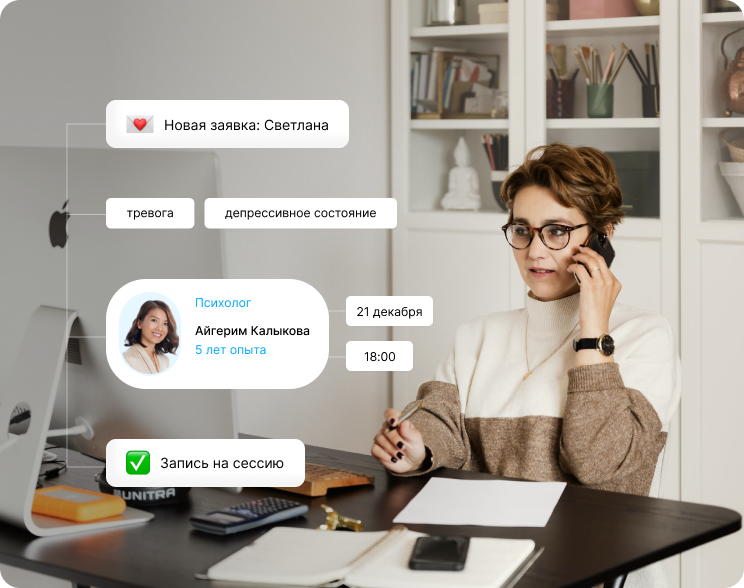 Новая заявка: Светлана
тревога
депрессивное состояние
Психолог
Айгерим Калыкова
5 лет опыта
21 декабря
18:00
Запись на сессию
UNITRA